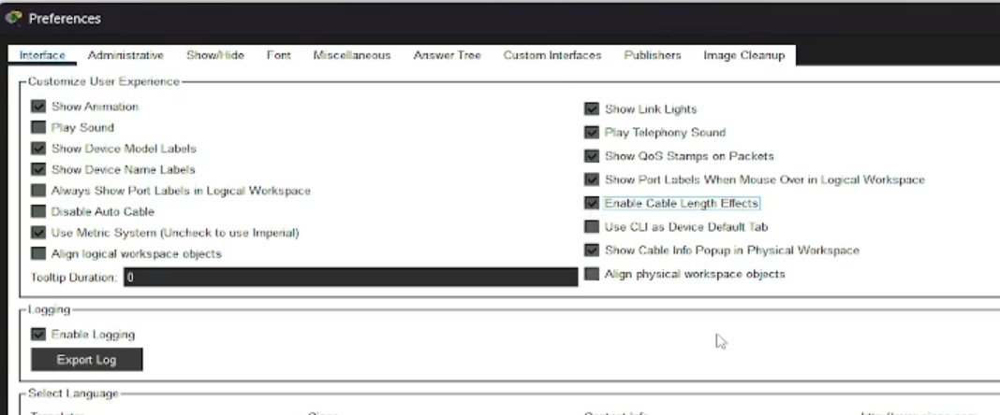 Preferences
Interface Administrative Show/Hide Font Miscellaneous Answer Tree Custom Interfaces Publishers Image Cleanup
Customize User Experience
Show Animation
Play Sound
Show Device Model Labels
Show Device Name Labels
Always Show Port Labels in Logical Workspace
Disable Auto Cable
Use Metric System (Uncheck to use Imperial)
Align logical workspace objects
Tooltip Duration: 0
Show Link Lights
Play Telephony Sound
Show QoS Stamps on Packets
Show Port Labels When Mouse Over in Logical Workspace
Enable Cable Length Effects
Use CLI as Device Default Tab
Show Cable Info Popup in Physical Workspace
Align physical workspace objects
Logging
Enable Logging
Export Log
Select Language